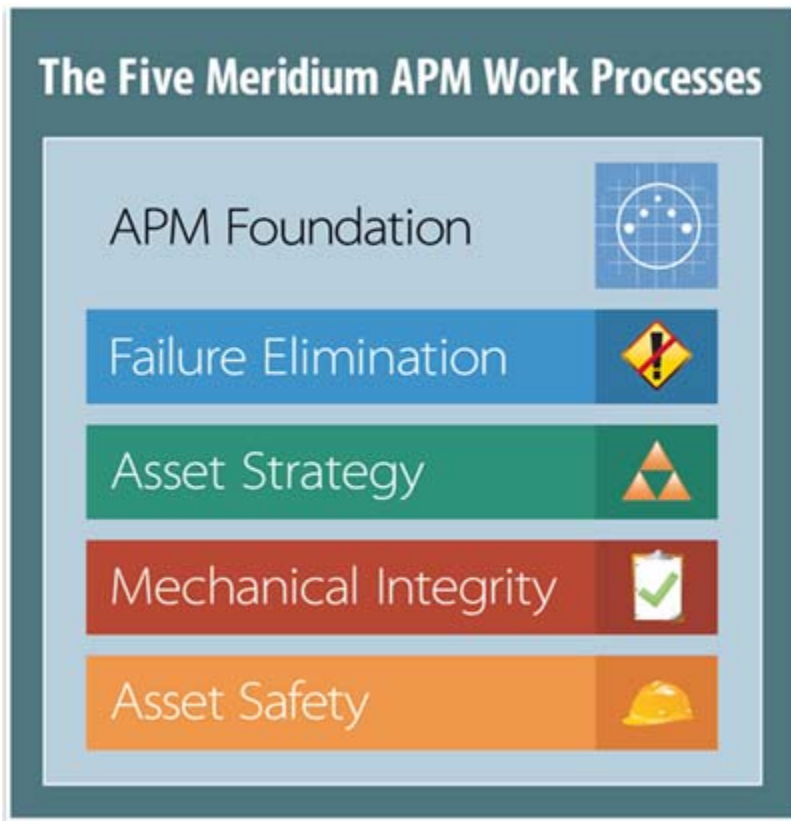 The Five Meridium APM Work Processes
APM Foundation
Failure Elimination
Asset Strategy
Mechanical Integrity
Asset Safety